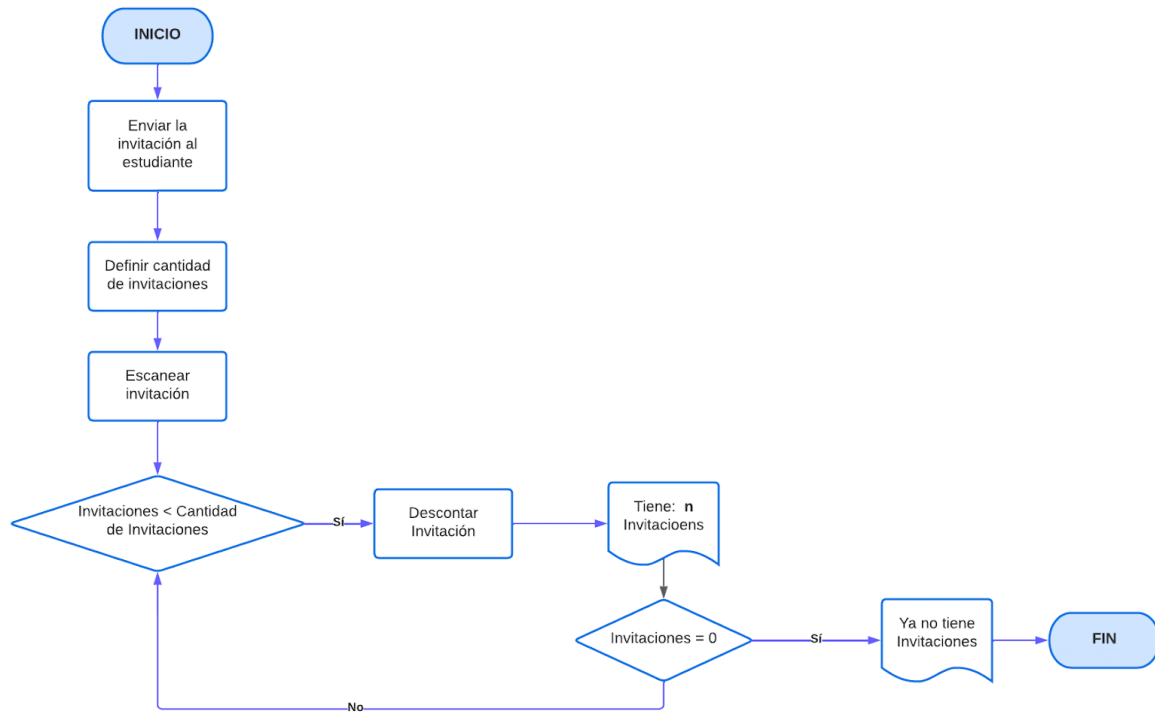 INICIO
Enviar la
invitación al
estudiante
Definir cantidad
de invitaciones
Escanear
invitación
Invitaciones < Cantidad
de Invitaciones
Sí
Descontar
Invitación
Tiene: n
Invitacioens
Invitaciones = 0
Sí
Ya no tiene
Invitaciones
FIN
No